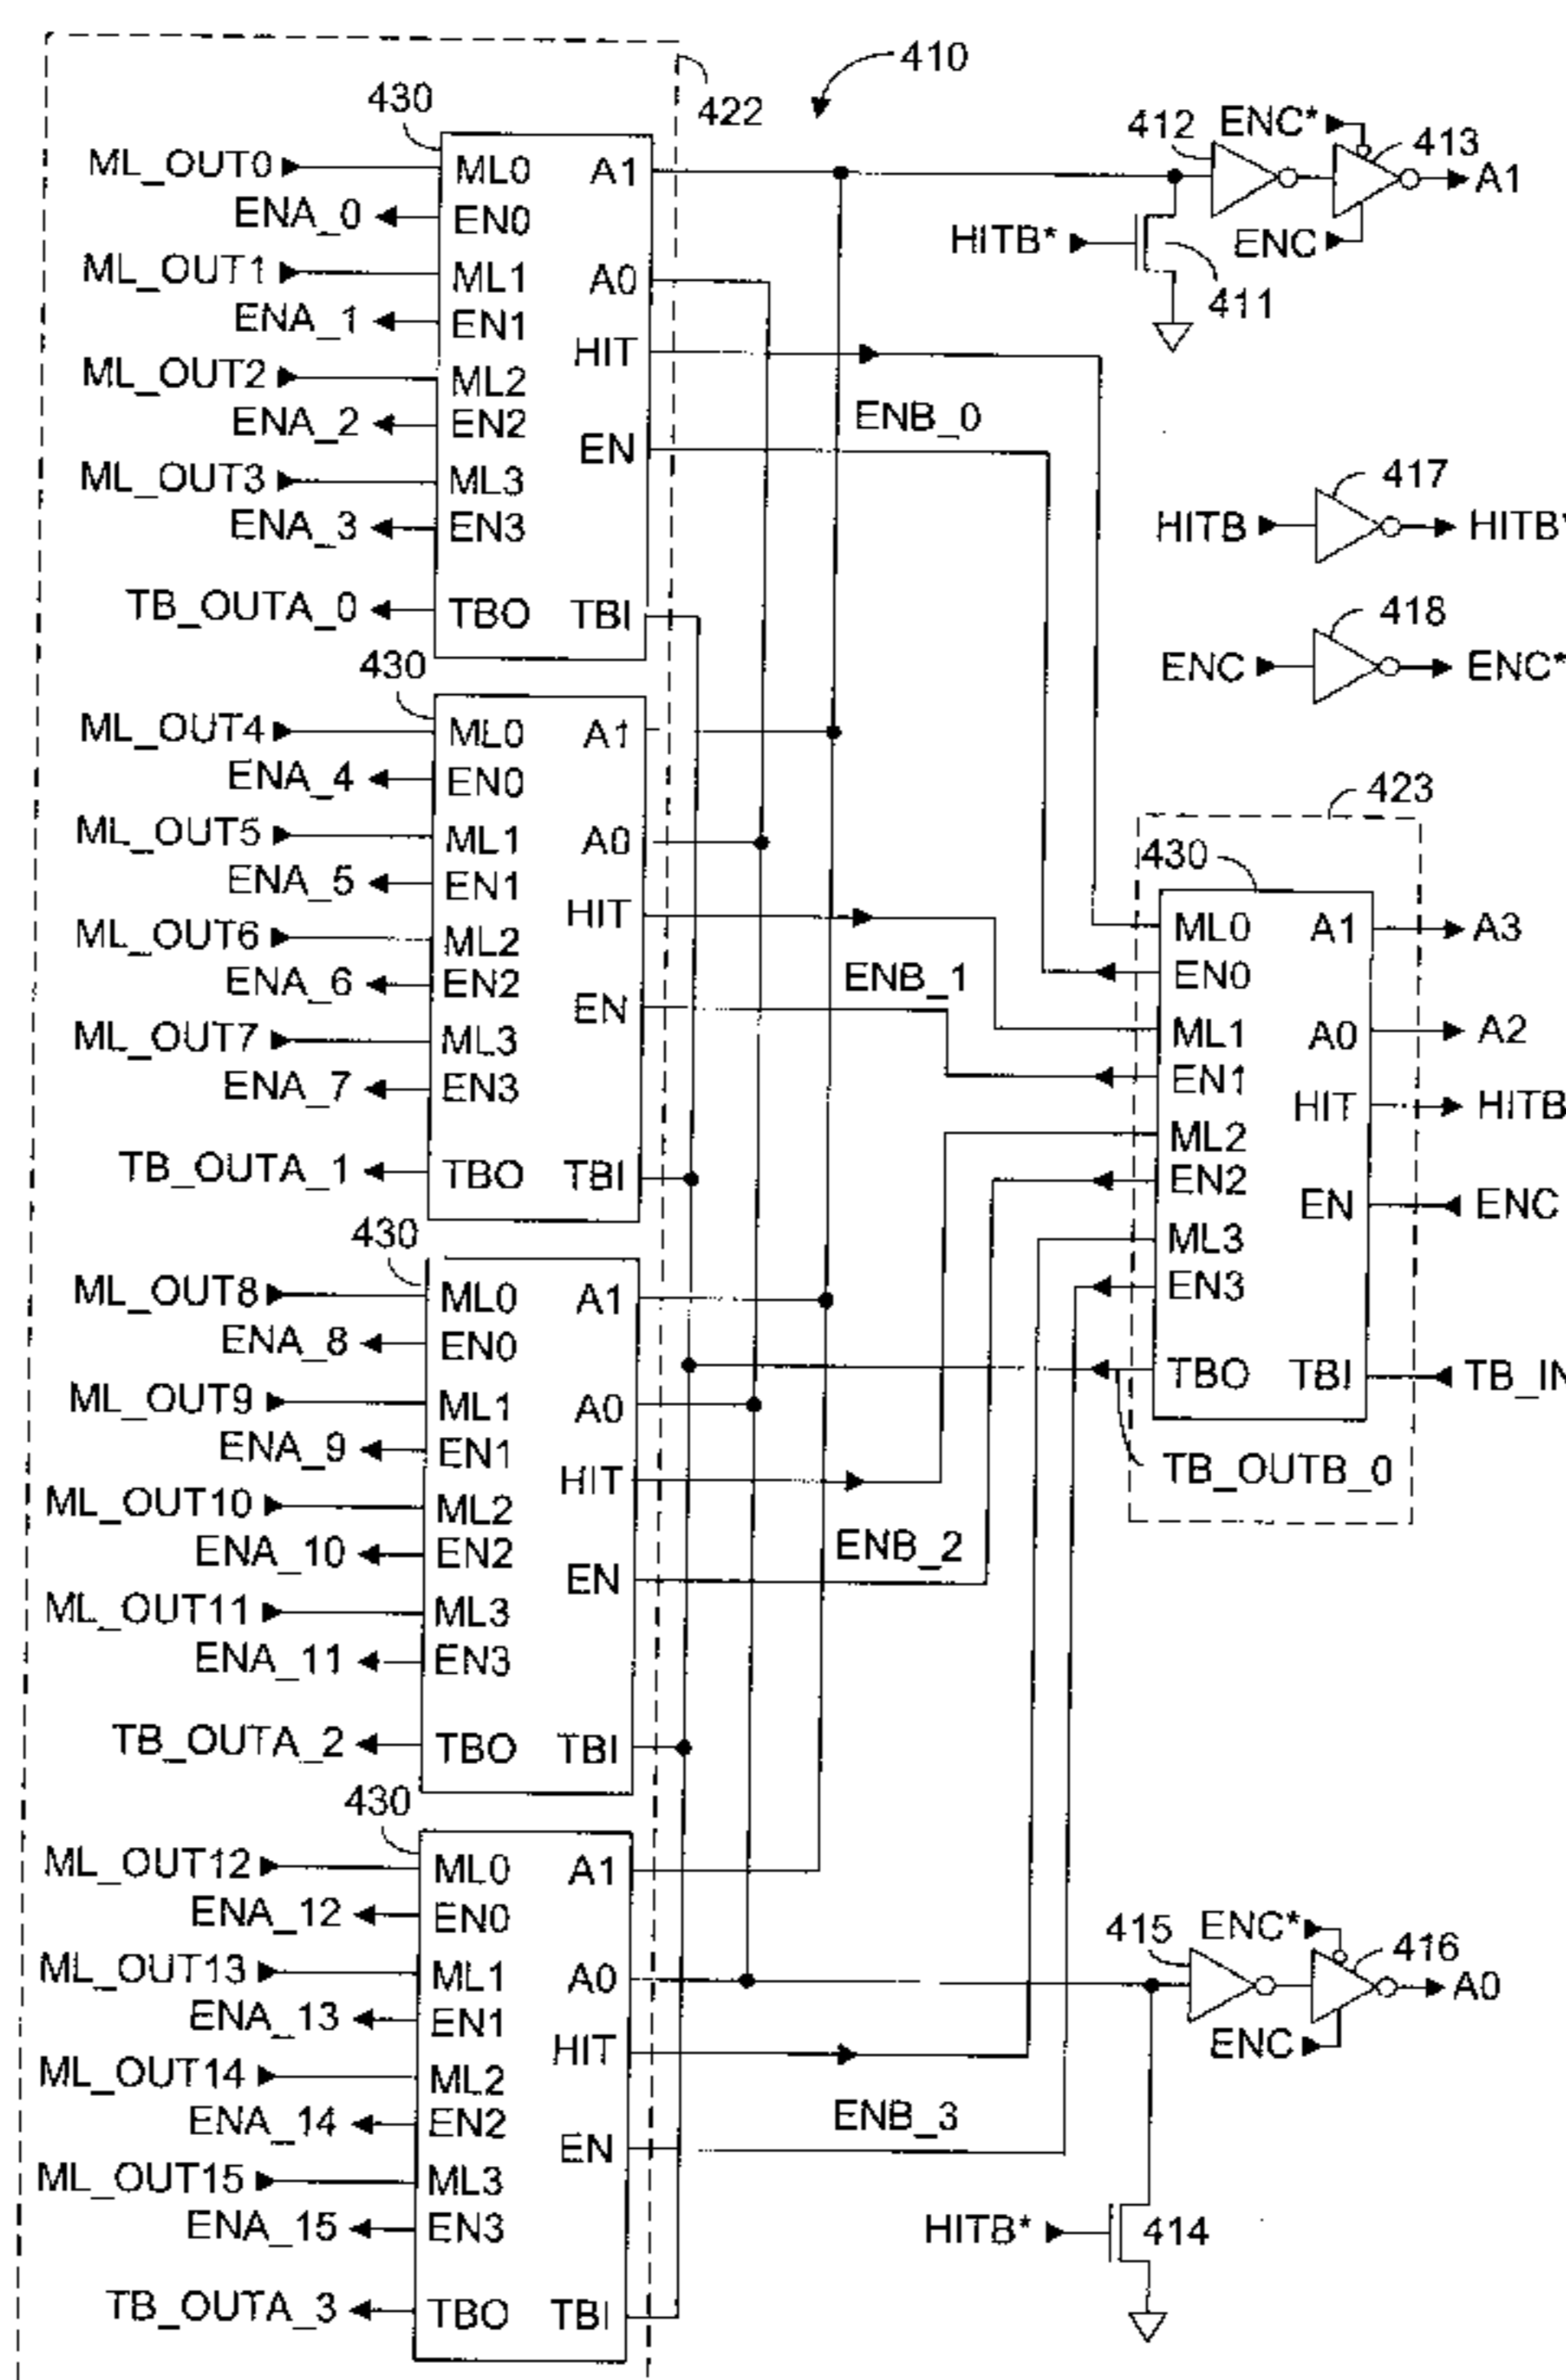 410
422
430
ML_OUT0
ML0
A1
ENA_0
EN0
ML_OUT1
ML1
A0
ENA_1
EN1
HIT
ML_OUT2
ML2
ENA_2
EN2
EN
ENB_0
ML_OUT3
ML3
ENA_3
EN3
TB_OUTA_0
TBO
TBI
412
ENC*
413
A1
HITB*
ENC
411
417
HITB
HITB*
418
ENC
ENC*
430
ML_OUT4
ML0
A1
ENA_4
EN0
ML_OUT5
ML1
A0
ENA_5
EN1
HIT
ML_OUT6
ML2
ENA_6
EN2
EN
ENB_1
ML_OUT7
ML3
ENA_7
EN3
TB_OUTA_1
TBO
TBI
423
430
ML0
A1
A3
EN0
ML1
A0
A2
EN1
HIT
HITB
ML2
EN2
EN
ENC
ML3
EN3
TBO
TBI
TB_IN
TB_OUTB_0
430
ML_OUT8
ML0
A1
ENA_8
EN0
ML_OUT9
ML1
A0
ENA_9
EN1
HIT
ML_OUT10
ML2
ENA_10
EN2
EN
ENB_2
ML_OUT11
ML3
ENA_11
EN3
TB_OUTA_2
TBO
TBI
430
ML_OUT12
ML0
A1
ENA_12
EN0
ML_OUT13
ML1
A0
ENA_13
EN1
HIT
ML_OUT14
ML2
ENA_14
EN2
EN
ENB_3
ML_OUT15
ML3
ENA_15
EN3
TB_OUTA_3
TBO
TBI
415
ENC*
416
A0
ENC
HITB*
414